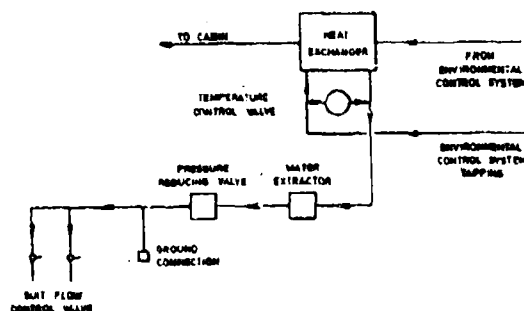 TO CABIN
HEAT
EXCHANGER
FROM
ENVIRONMENTAL
CONTROL SYSTEM
TEMPERATURE
CONTROL VALVE
ENVIRONMENTAL
CONTROL SYSTEM
TAPPING
PRESSURE
REDUCING VALVE
WATER
EXTRACTOR
GROUND
CONNECTION
SUIT FLOW
CONTROL VALVE